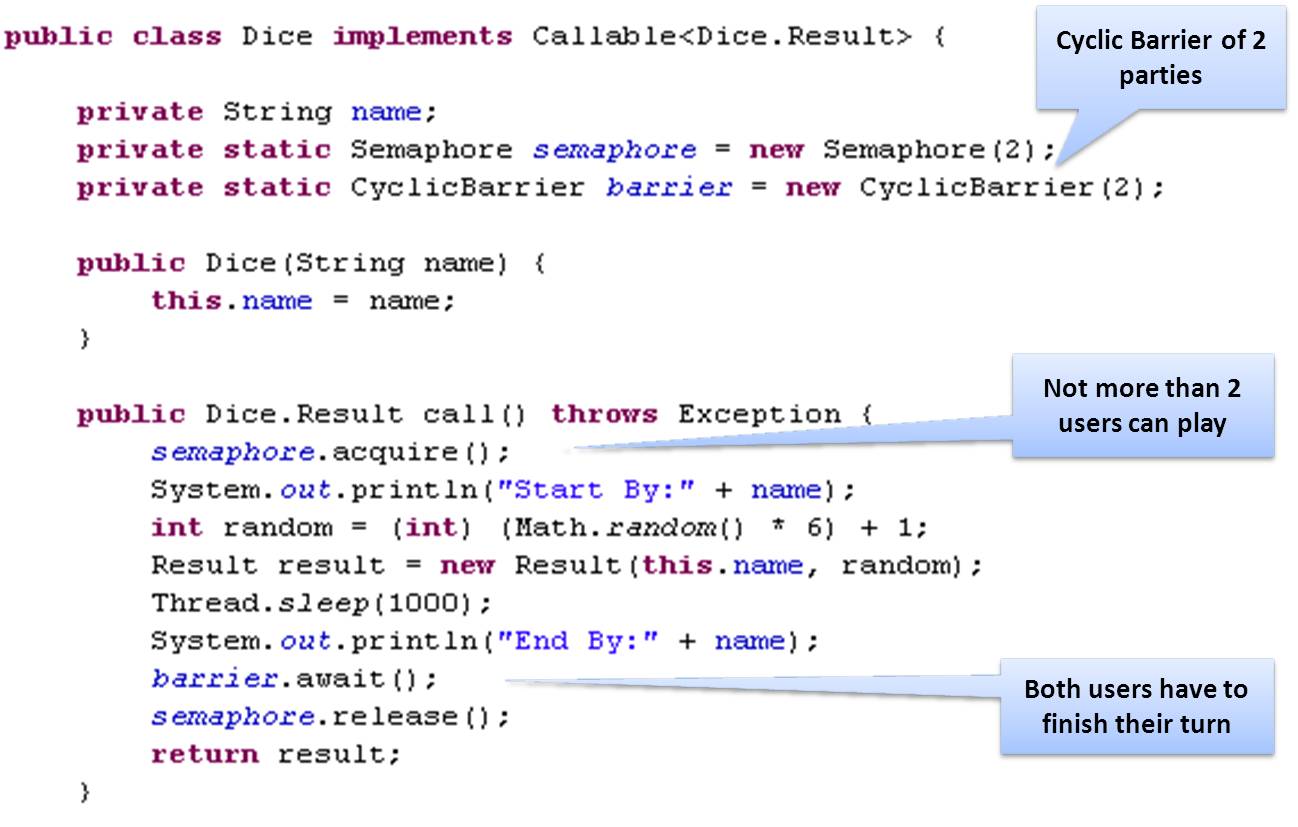 public class Dice implements Callable<Dice.Result> {
Cyclic Barrier of 2
parties
private String name;
private static Semaphore semaphore = new Semaphore(2);
private static CyclicBarrier barrier = new CyclicBarrier(2);
public Dice(String name) {
this.name = name;
}
Not more than 2
users can play
public Dice.Result call() throws Exception {
semaphore.acquire();
System.out.println("Start By:" + name);
int random = (int) (Math.random() * 6) + 1;
Result result = new Result(this.name, random);
Thread.sleep(1000);
System.out.println("End By:" + name);
barrier.await();
Both users have to
finish their turn
semaphore.release();
return result;
}